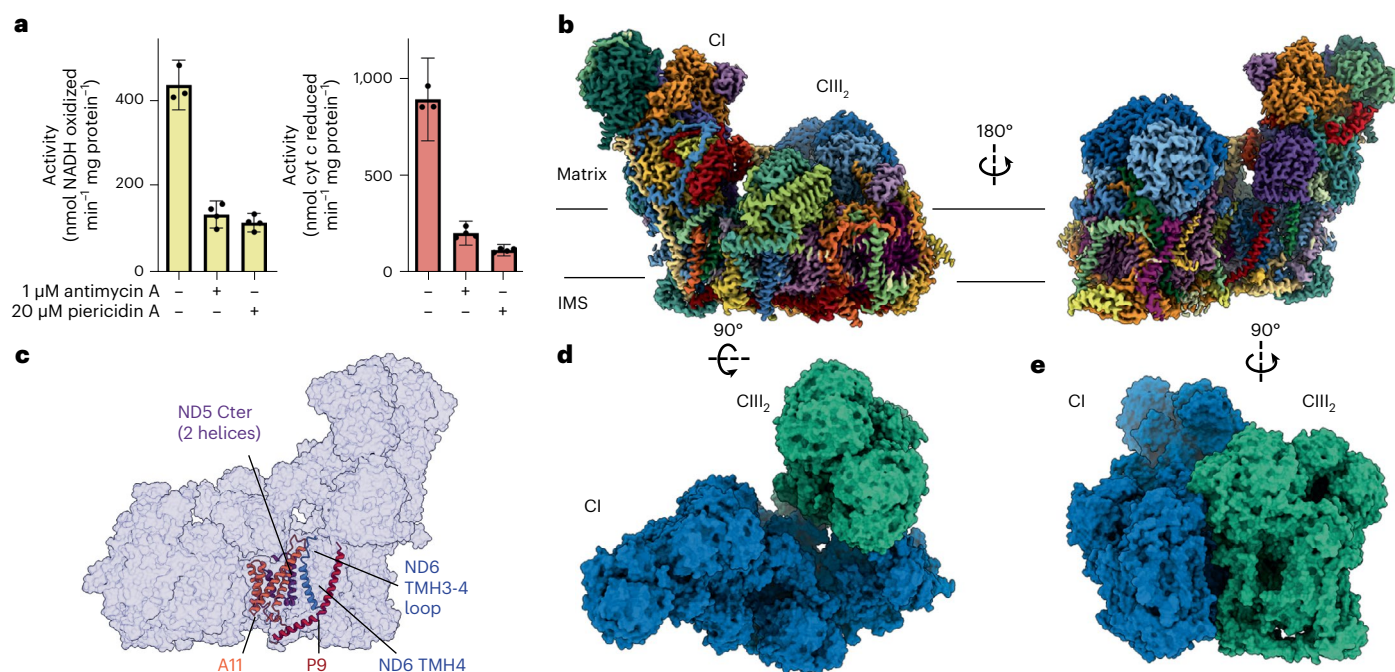 a
Activity
(nmol NADH oxidized
min⁻¹ mg protein⁻¹)
400
200
0
Activity
(nmol cyt c reduced
min⁻¹ mg protein⁻¹)
1,000
500
0
1 µM antimycin A – + – – + –
20 µM piericidin A – – + – – +
b
CI
CIII₂
Matrix
IMS
180°
90°
90°
c
ND5 Cter
(2 helices)
ND6
TMH3-4
loop
A11
P9
ND6 TMH4
d
CIII₂
CI
e
CI
CIII₂